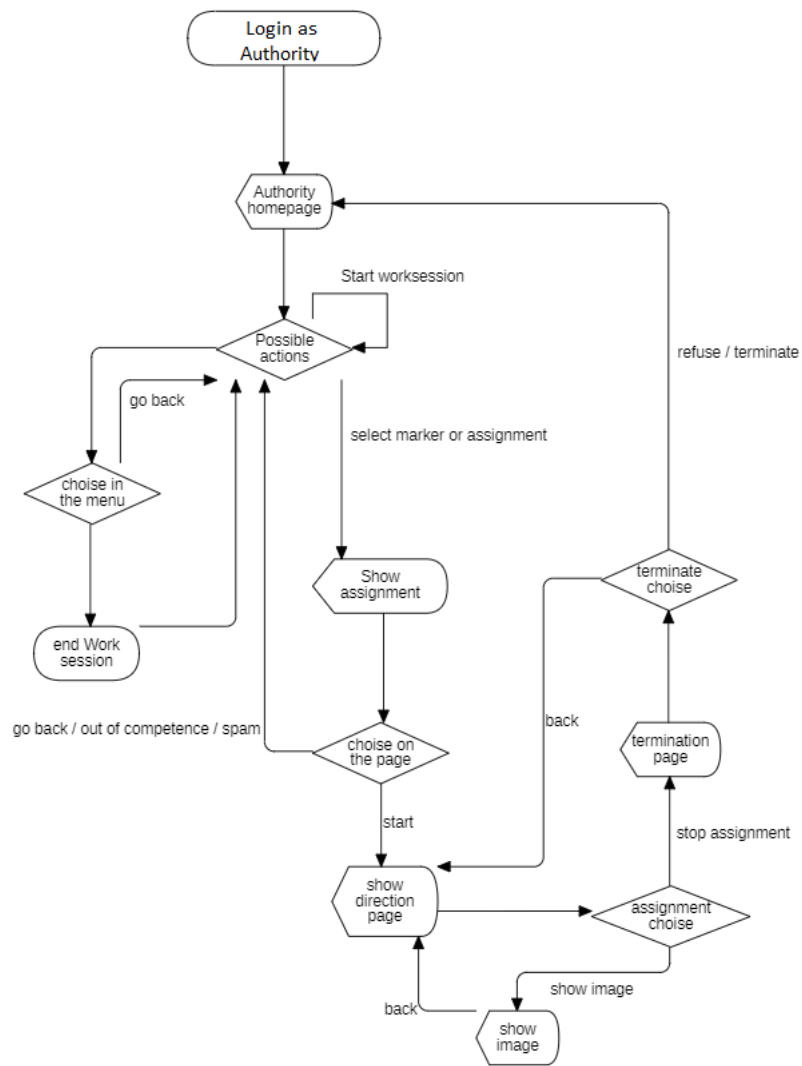 Login as
Authority
Authority
homepage
Start worksession
Possible
actions
refuse / terminate
go back
select marker or assignment
choise in
the menu
Show
assignment
terminate
choise
end Work
session
go back / out of competence / spam
choise on
the page
back
termination
page
start
stop assignment
show
direction
page
assignment
choise
show image
back
show
image